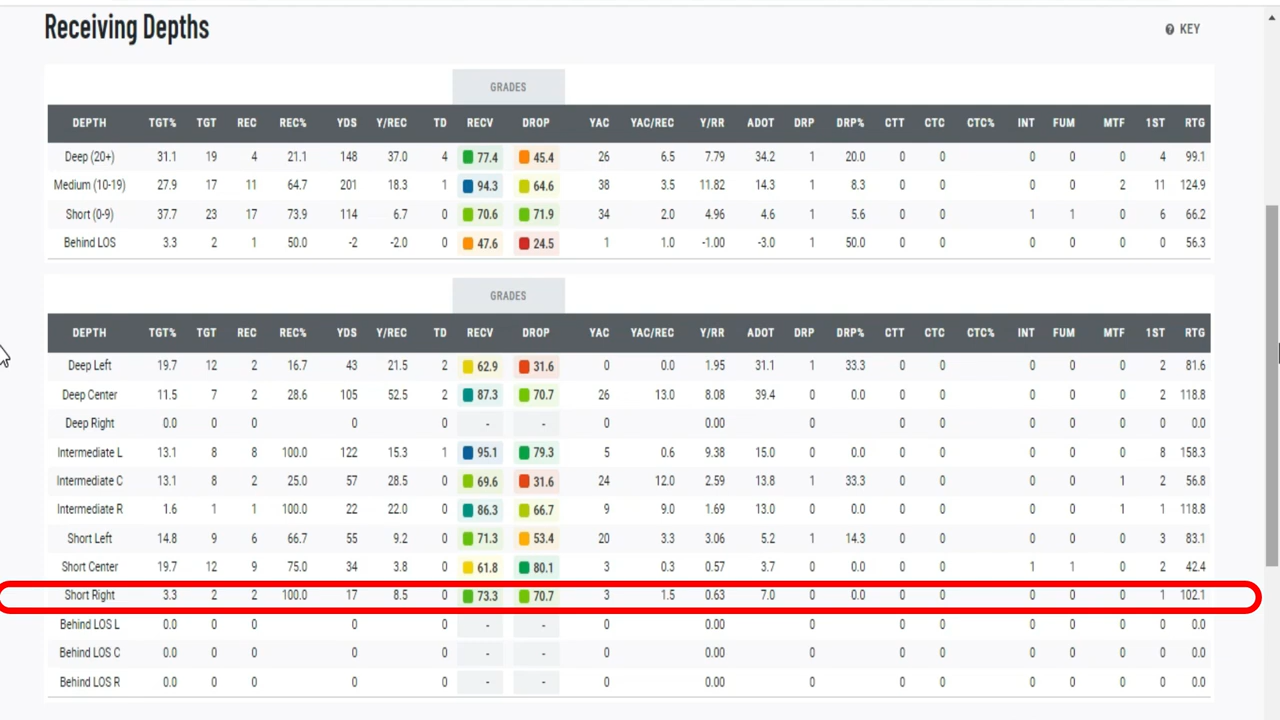 Receiving Depths
KEY
GRADES
DEPTH TGT% TGT REC REC% YDS Y/REC TD RECV DROP YAC YAC/REC Y/RR ADOT DRP DRP% CTT CTC CTC% INT FUM MTF 1ST RTG
Deep (20+) 31.1 19 4 21.1 148 37.0 4 77.4 45.4 26 6.5 7.79 34.2 1 20.0 0 0 0 0 0 4 99.1
Medium (10-19) 27.9 17 11 64.7 201 18.3 1 94.3 64.6 38 3.5 11.82 14.3 1 8.3 0 0 0 0 2 11 124.9
Short (0-9) 37.7 23 17 73.9 114 6.7 0 70.6 71.9 34 2.0 4.96 4.6 1 5.6 0 0 1 1 0 6 66.2
Behind LOS 3.3 2 1 50.0 -2 -2.0 0 47.6 24.5 1 1.0 -1.00 -3.0 1 50.0 0 0 0 0 0 0 56.3
GRADES
DEPTH TGT% TGT REC REC% YDS Y/REC TD RECV DROP YAC YAC/REC Y/RR ADOT DRP DRP% CTT CTC CTC% INT FUM MTF 1ST RTG
Deep Left 19.7 12 2 16.7 43 21.5 2 62.9 31.6 0 0.0 1.95 31.1 1 33.3 0 0 0 0 0 2 81.6
Deep Center 11.5 7 2 28.6 105 52.5 2 87.3 70.7 26 13.0 8.08 39.4 0 0.0 0 0 0 0 0 2 118.8
Deep Right 0.0 0 0 0 0 - - 0 0.00 0 0 0 0 0 0 0 0.0
Intermediate L 13.1 8 8 100.0 122 15.3 1 95.1 79.3 5 0.6 9.38 15.0 0 0.0 0 0 0 0 0 8 158.3
Intermediate C 13.1 8 2 25.0 57 28.5 0 69.6 31.6 24 12.0 2.59 13.8 1 33.3 0 0 0 0 1 2 56.8
Intermediate R 1.6 1 1 100.0 22 22.0 0 86.3 66.7 9 9.0 1.69 13.0 0 0.0 0 0 0 0 1 1 118.8
Short Left 14.8 9 6 66.7 55 9.2 0 71.3 53.4 20 3.3 3.06 5.2 1 14.3 0 0 0 0 0 3 83.1
Short Center 19.7 12 9 75.0 34 3.8 0 61.8 80.1 3 0.3 0.57 3.7 0 0.0 0 0 1 1 0 2 42.4
Short Right 3.3 2 2 100.0 17 8.5 0 73.3 70.7 3 1.5 0.63 7.0 0 0.0 0 0 0 0 0 1 102.1
Behind LOS L 0.0 0 0 0 0 - - 0 0.00 0 0 0 0 0 0 0 0.0
Behind LOS C 0.0 0 0 0 0 - - 0 0.00 0 0 0 0 0 0 0 0.0
Behind LOS R 0.0 0 0 0 0 - - 0 0.00 0 0 0 0 0 0 0 0.0